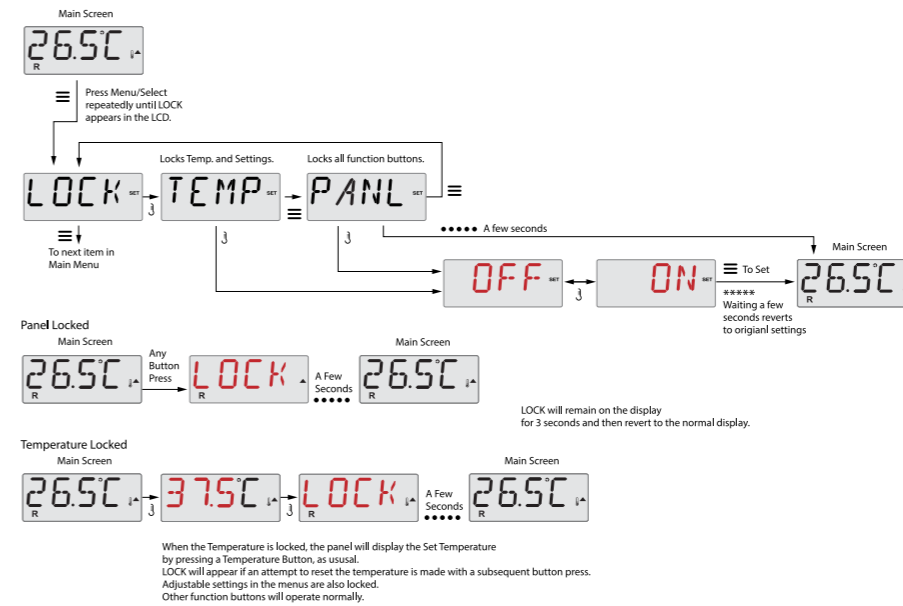 Main Screen
26.5°C
R
Press Menu/Select
repeatedly until LOCK
appears in the LCD.
Locks Temp. and Settings.
Locks all function buttons.
LOCK SET
TEMP SET
PANL SET
To next item in
Main Menu
A few seconds
Main Screen
OFF SET
ON SET
To Set
*****
Waiting a few
seconds reverts
to origianl settings
26.5°C
R
Panel Locked
Main Screen
26.5°C
R
Any
Button
Press
LOCK
R
A Few
Seconds
Main Screen
26.5°C
R
LOCK will remain on the display
for 3 seconds and then revert to the normal display.
Temperature Locked
Main Screen
26.5°C
R
37.5°C
LOCK
R
A Few
Seconds
Main Screen
26.5°C
R
When the Temperature is locked, the panel will display the Set Temperature
by pressing a Temperature Button, as ususal.
LOCK will appear if an attempt to reset the temperature is made with a subsequent button press.
Adjustable settings in the menus are also locked.
Other function buttons will operate normally.